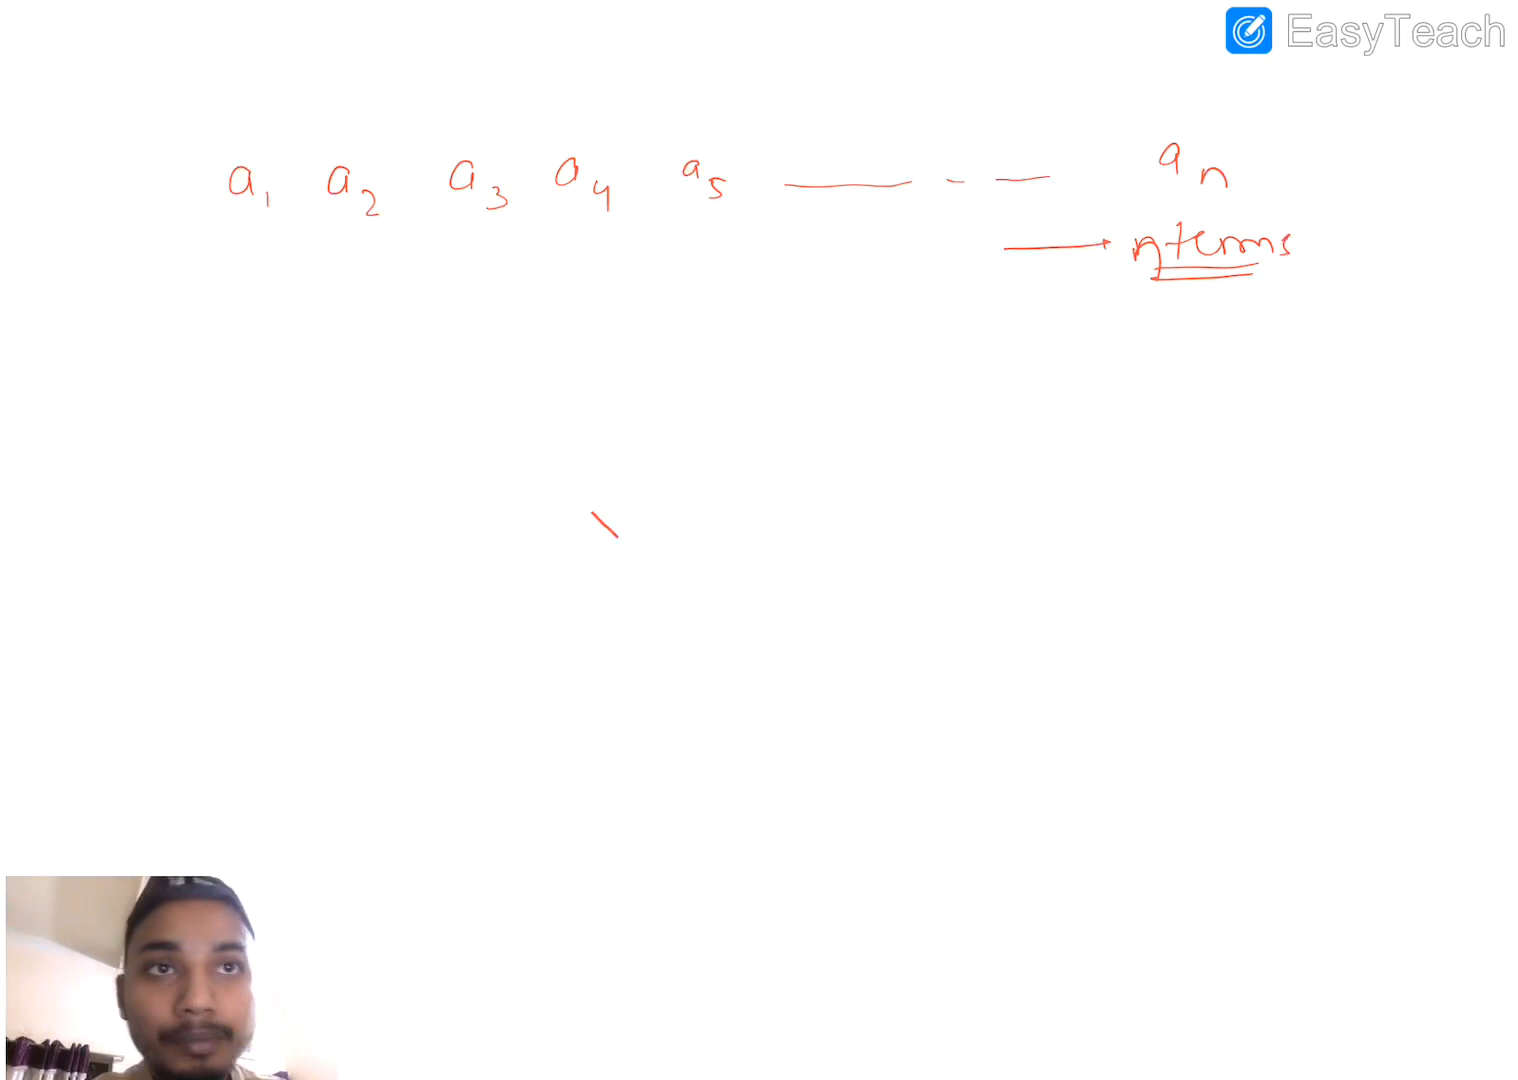 EasyTeach
a₁ a₂ a₃ a₄ a₅ ——— - — aₙ
→ n terms